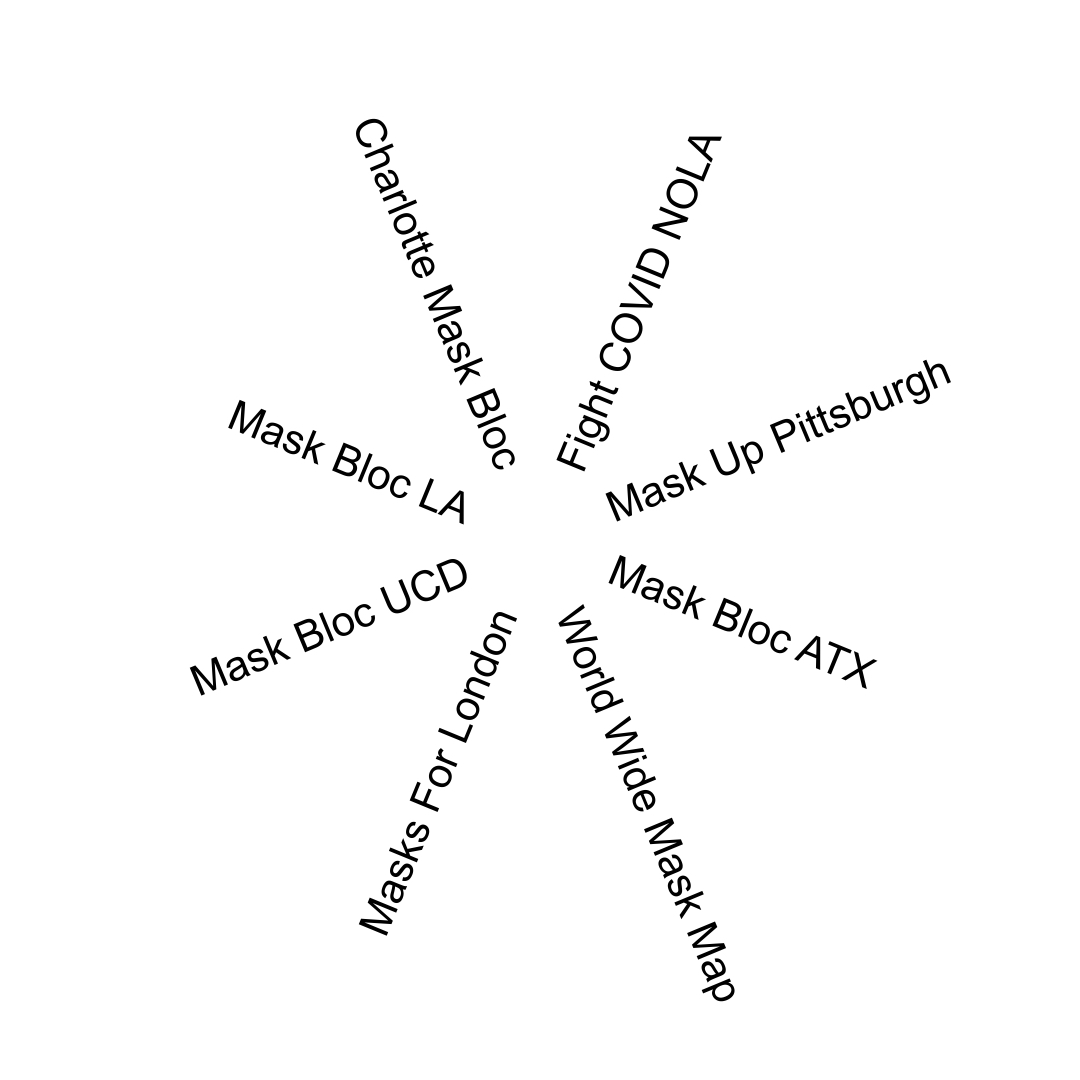 Charlotte Mask Bloc
Fight COVID NOLA
Mask Up Pittsburgh
Mask Bloc ATX
World Wide Mask Map
Masks For London
Mask Bloc UCD
Mask Bloc LA